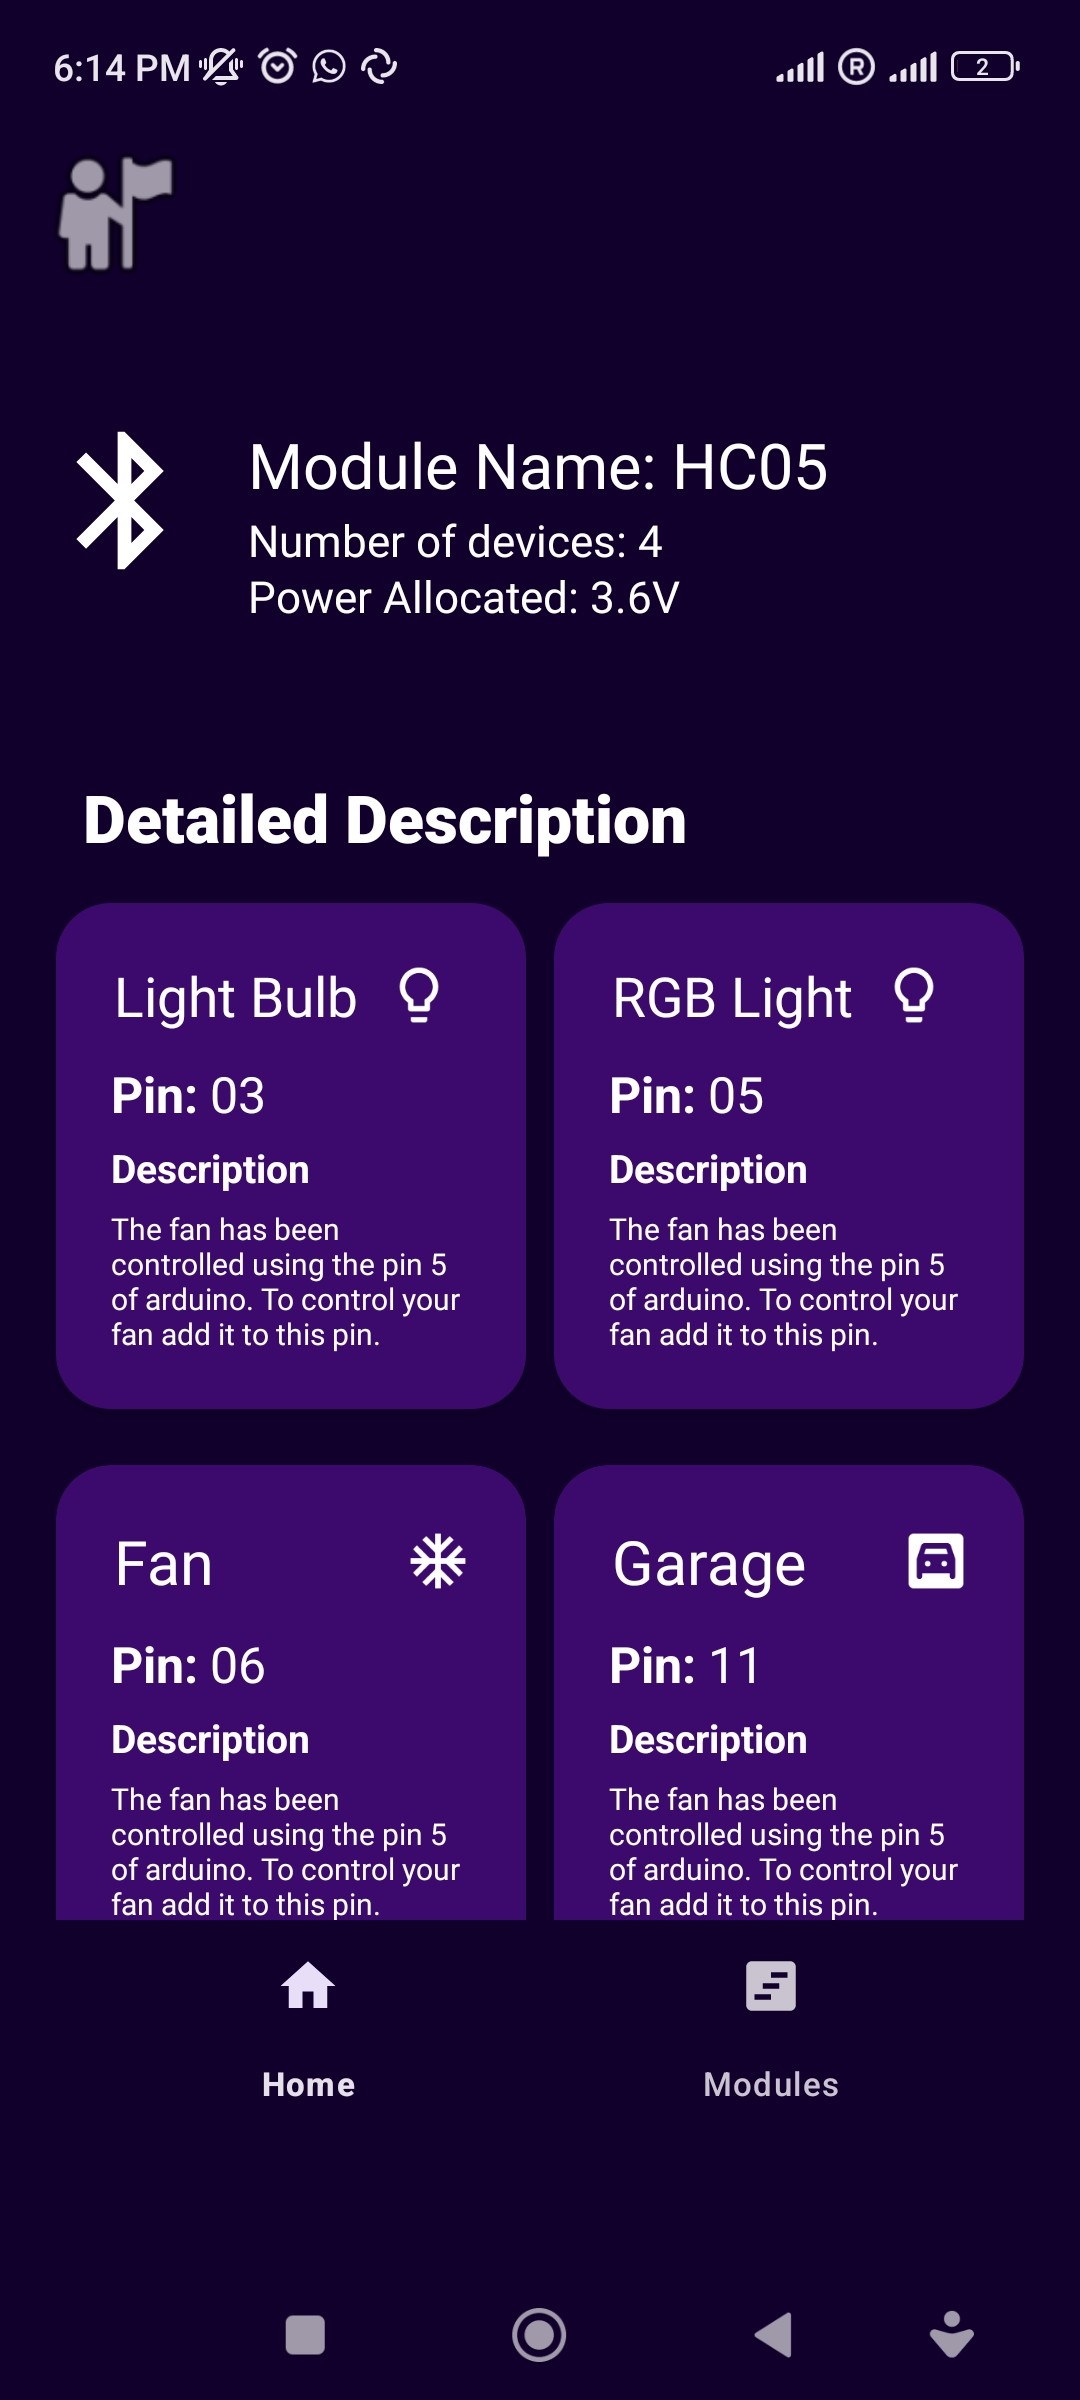 6:14 PM
R
2
Module Name: HC05
Number of devices: 4
Power Allocated: 3.6V
Detailed Description
Light Bulb
Pin: 03
Description
The fan has been
controlled using the pin 5
of arduino. To control your
fan add it to this pin.
RGB Light
Pin: 05
Description
The fan has been
controlled using the pin 5
of arduino. To control your
fan add it to this pin.
Fan
Pin: 06
Description
The fan has been
controlled using the pin 5
of arduino. To control your
fan add it to this pin.
Garage
Pin: 11
Description
The fan has been
controlled using the pin 5
of arduino. To control your
fan add it to this pin.
Home
Modules